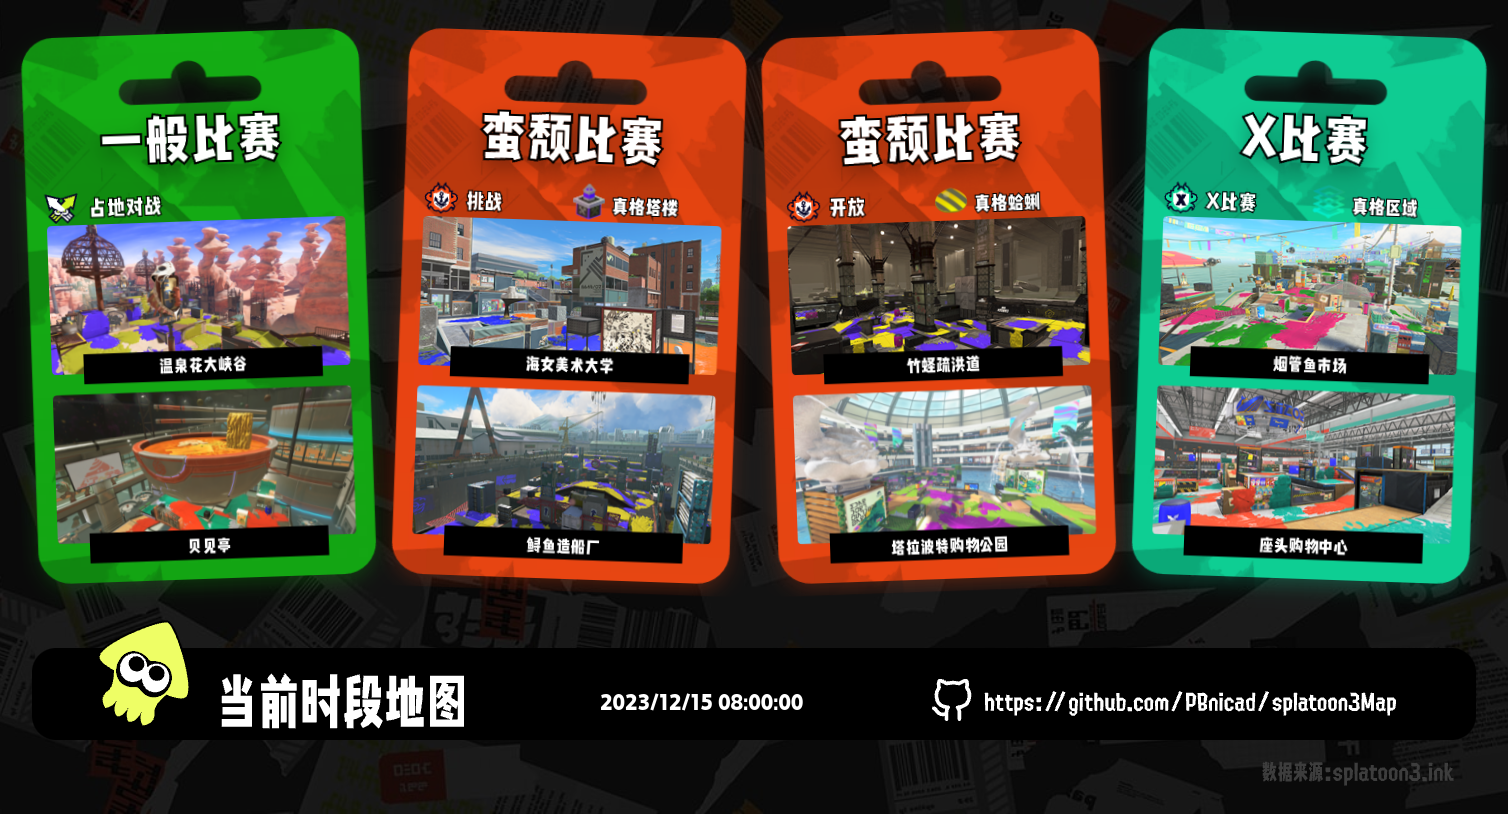 一般比赛
占地对战
温泉花大峡谷
贝贝亭
蛮颓比赛
挑战
真格塔楼
海女美术大学
鲟鱼造船厂
蛮颓比赛
开放
真格蛤蜊
竹蛏疏洪道
塔拉波特购物公园
X比赛
X比赛
真格区域
烟管鱼市场
座头购物中心
当前时段地图
2023/12/15 08:00:00
https://github.com/PBnicad/splatoon3Map
数据来源:splatoon3.ink